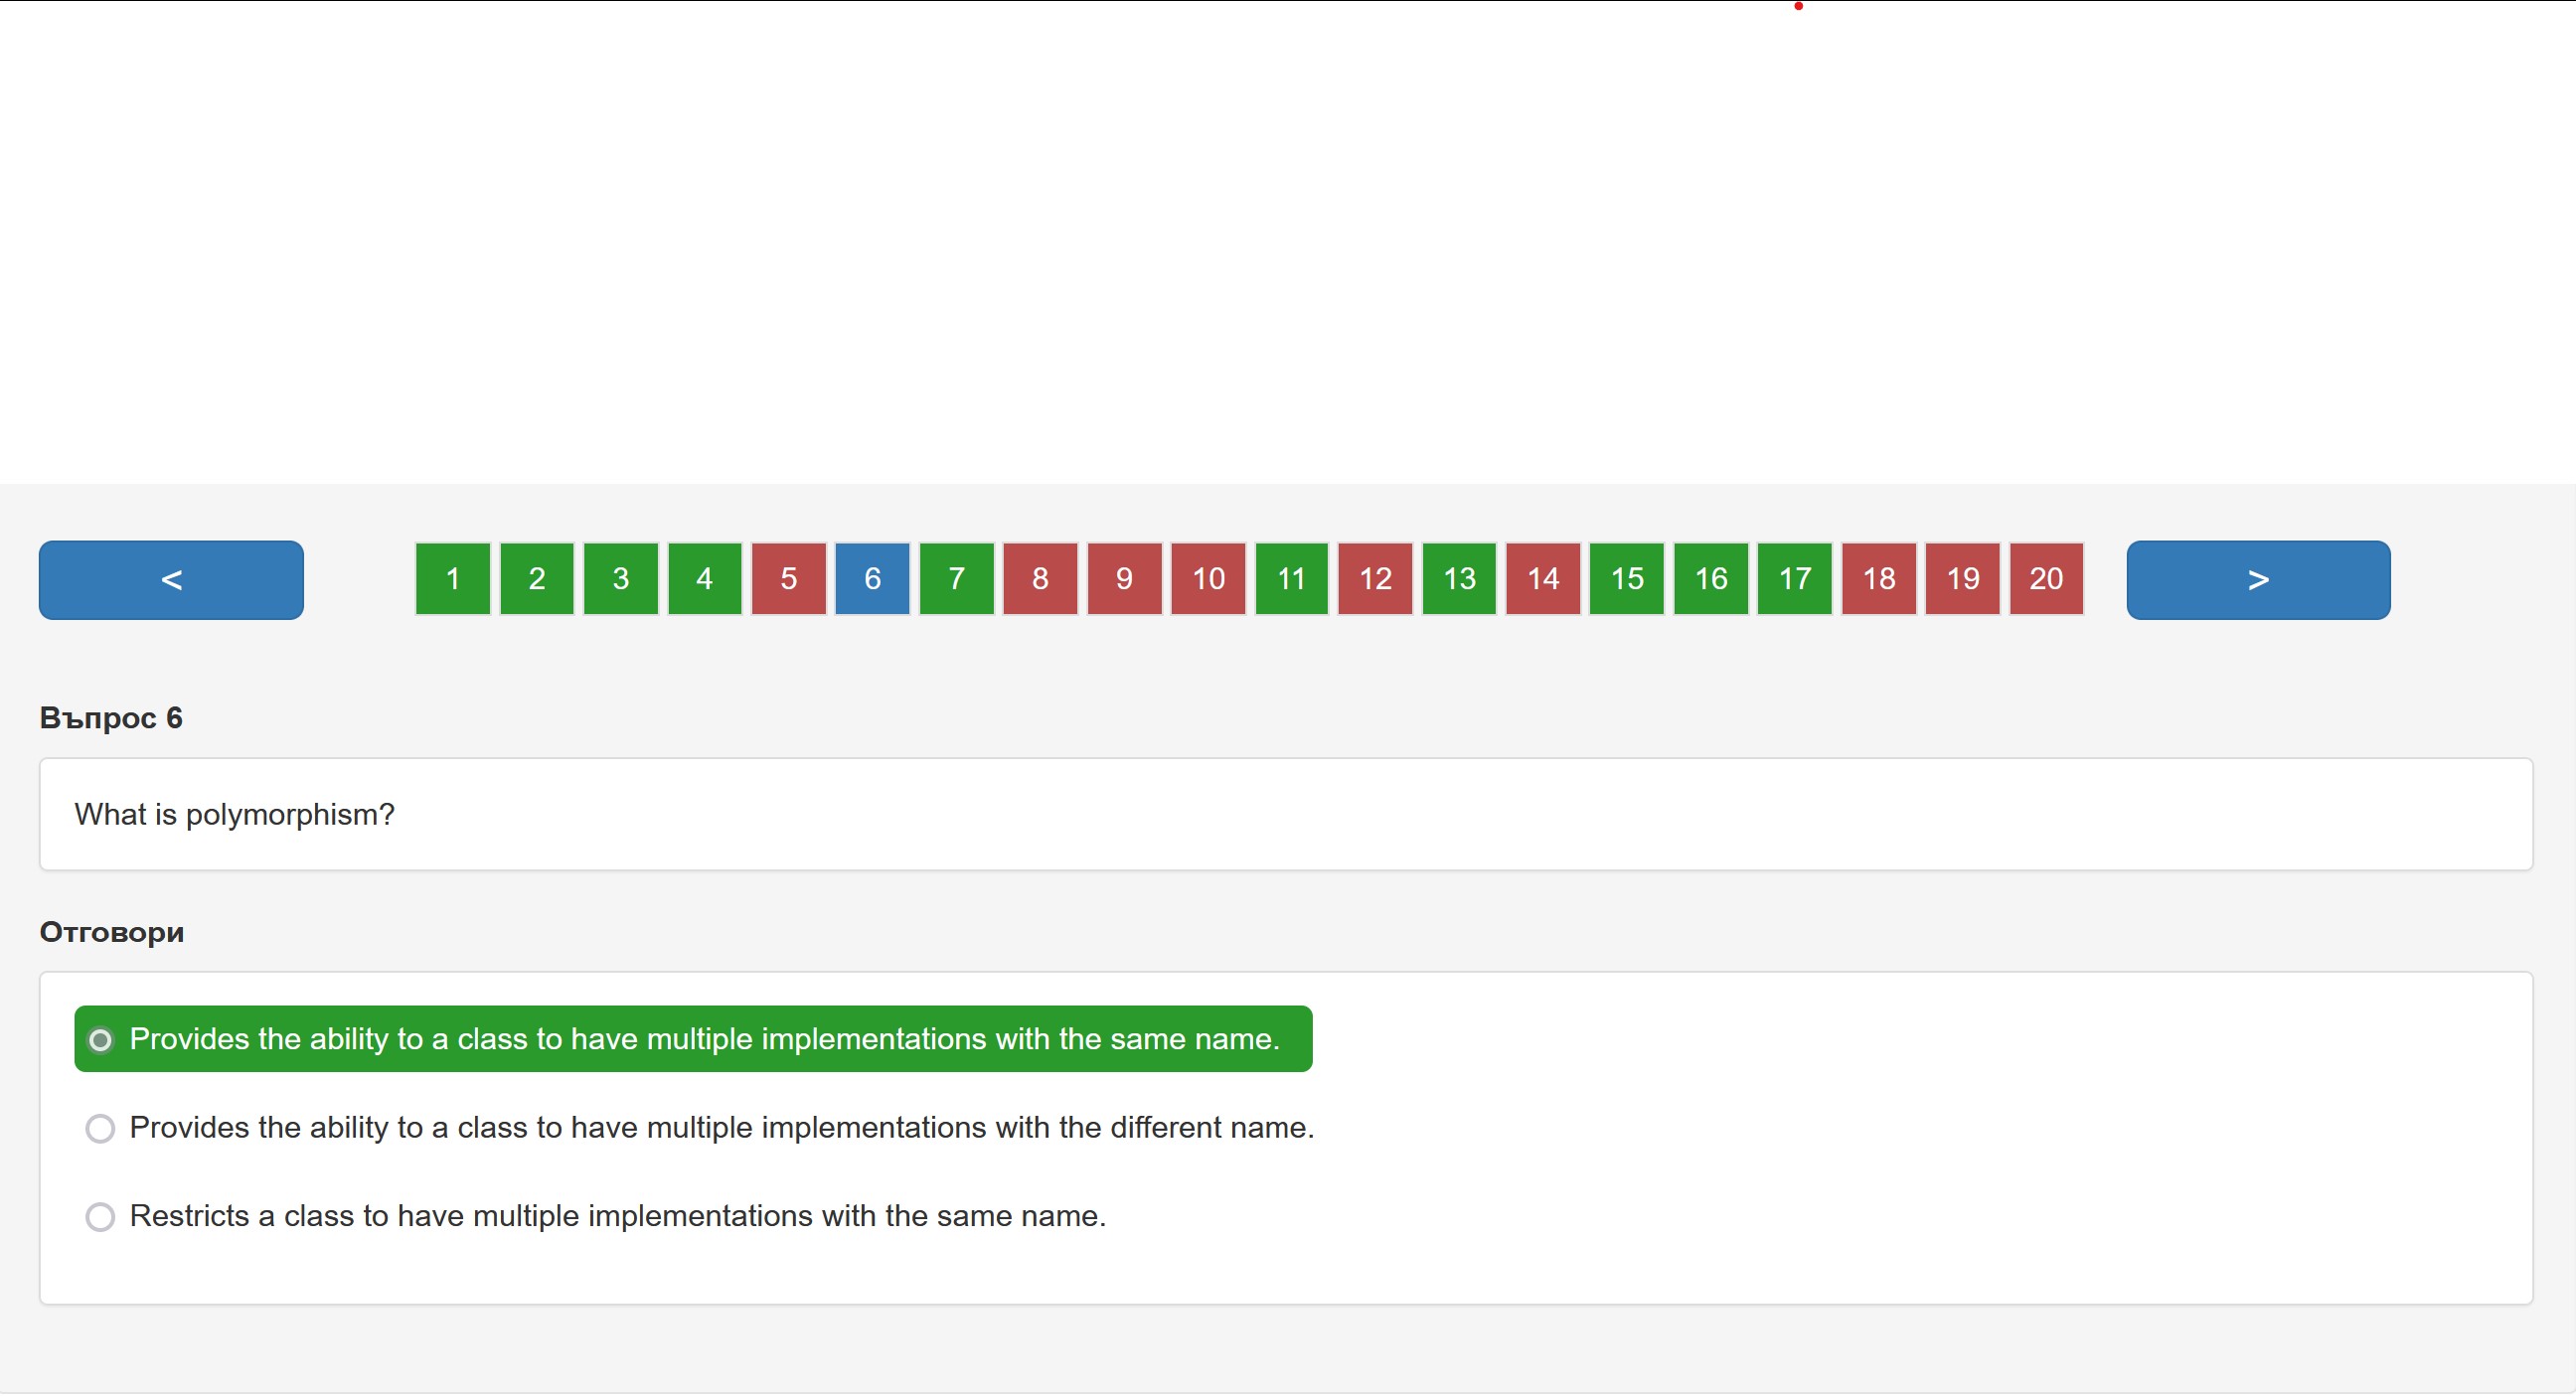 < 1 2 3 4 5 6 7 8 9 10 11 12 13 14 15 16 17 18 19 20 >
Въпрос 6
What is polymorphism?
Отговори
Provides the ability to a class to have multiple implementations with the same name.
Provides the ability to a class to have multiple implementations with the different name.
Restricts a class to have multiple implementations with the same name.